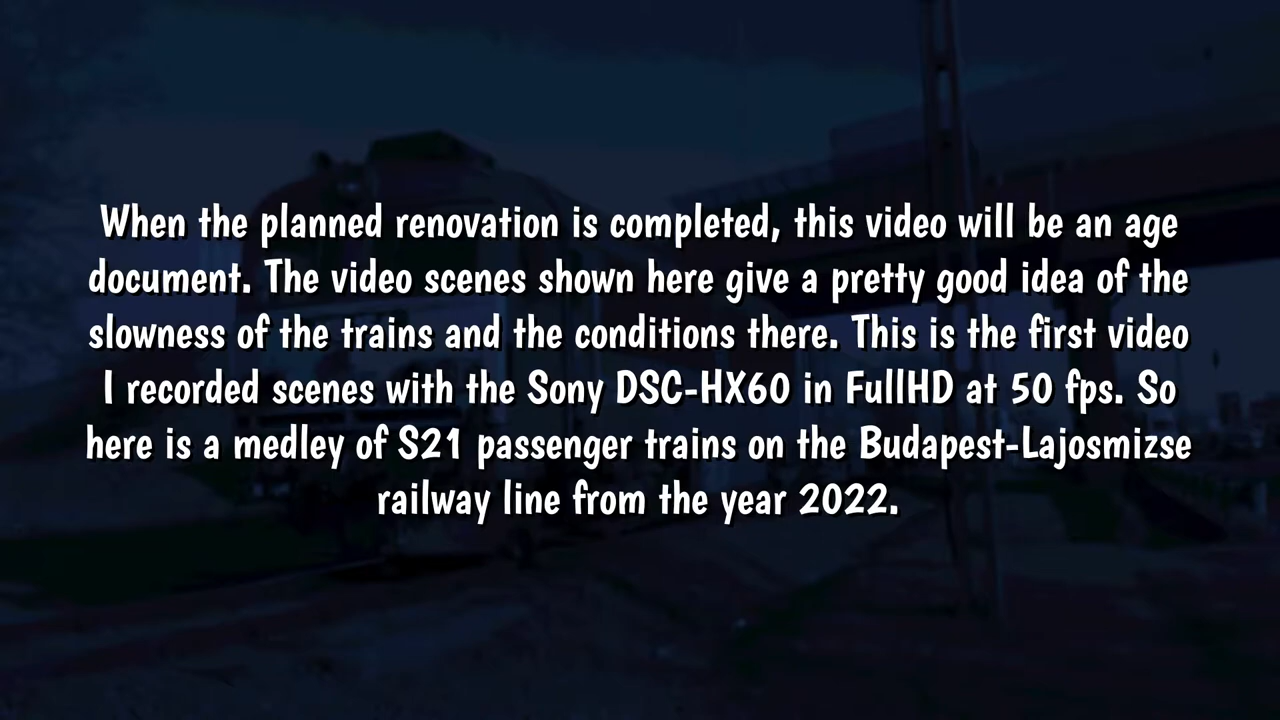 When the planned renovation is completed, this video will be an age
document. The video scenes shown here give a pretty good idea of the
slowness of the trains and the conditions there. This is the first video
I recorded scenes with the Sony DSC-HX60 in FullHD at 50 fps. So
here is a medley of S21 passenger trains on the Budapest-Lajosmizse
railway line from the year 2022.